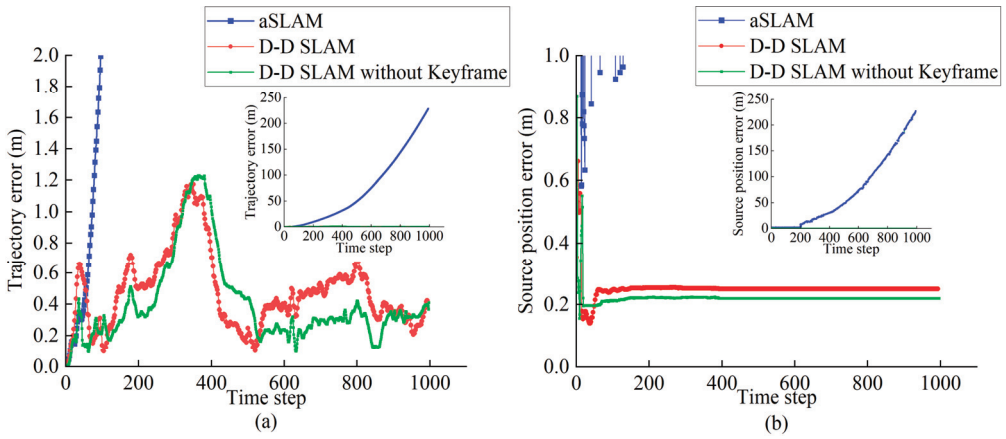 aSLAM
D-D SLAM
D-D SLAM without Keyframe
Trajectory error (m)
2.0
1.8
1.6
1.4
1.2
1.0
0.8
0.6
0.4
0.2
0.0
0 200 400 600 800 1000
Time step
Trajectory error (m)
250
200
150
100
50
0
0 200 400 600 800 1000
Time step
(a)
aSLAM
D-D SLAM
D-D SLAM without Keyframe
Source position error (m)
1.0
0.8
0.6
0.4
0.2
0.0
0 200 400 600 800 1000
Time step
Source position error (m)
250
200
150
100
50
0
0 200 400 600 800 1000
Time step
(b)